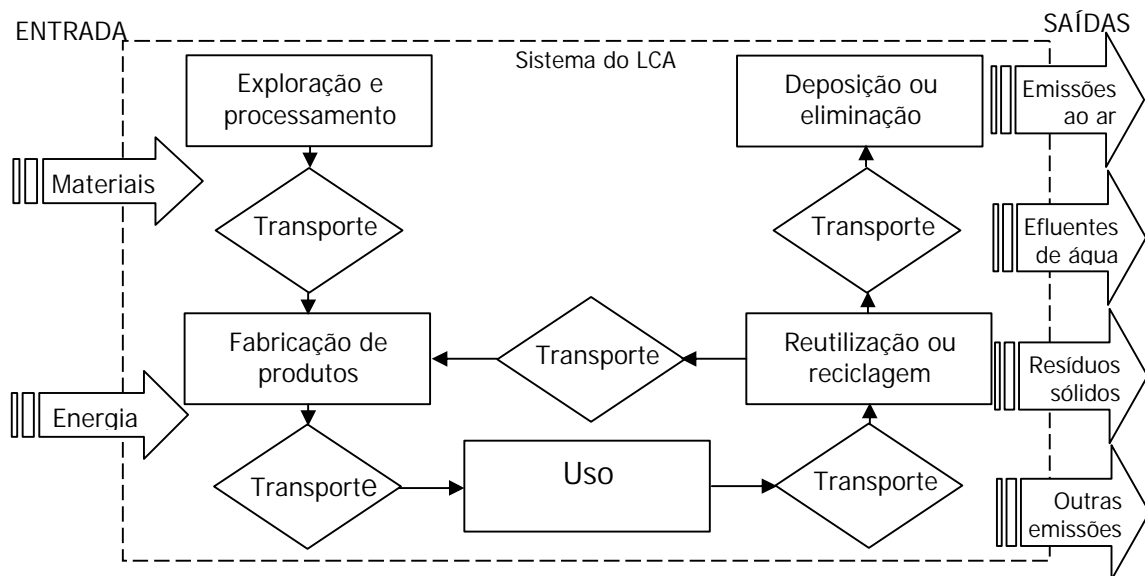 ENTRADA
SAÍDAS
Sistema do LCA
Exploração e
processamento
Deposição ou
eliminação
Emissões
ao ar
Materiais
Transporte
Transporte
Efluentes
de água
Fabricação de
produtos
Transporte
Reutilização ou
reciclagem
Resíduos
sólidos
Energia
Transporte
Uso
Transporte
Outras
emissões